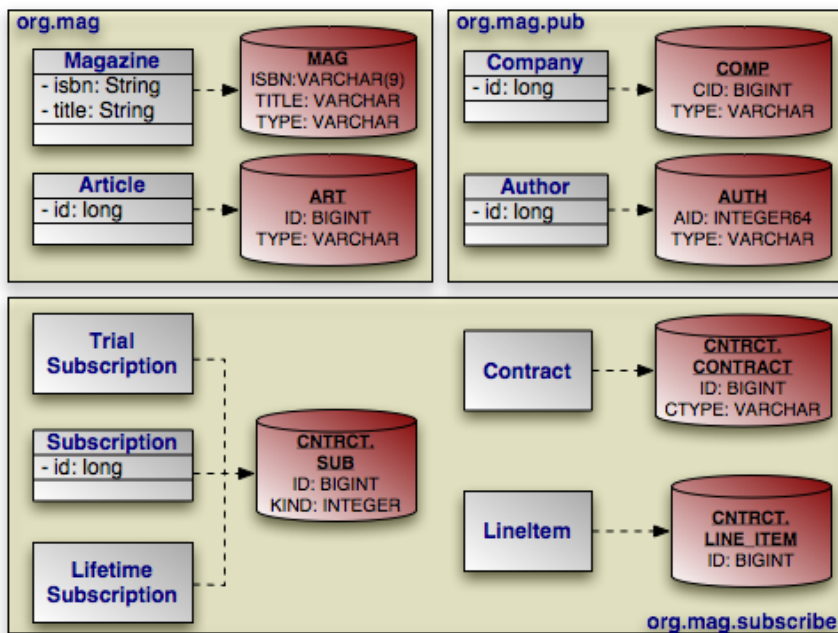 org.mag
Magazine
- isbn: String
- title: String
MAG
ISBN:VARCHAR(9)
TITLE: VARCHAR
TYPE: VARCHAR
Article
- id: long
ART
ID: BIGINT
TYPE: VARCHAR
org.mag.pub
Company
- id: long
COMP
CID: BIGINT
TYPE: VARCHAR
Author
- id: long
AUTH
AID: INTEGER64
TYPE: VARCHAR
Trial
Subscription
Subscription
- id: long
Lifetime
Subscription
CNTRCT.
SUB
ID: BIGINT
KIND: INTEGER
Contract
CNTRCT.
CONTRACT
ID: BIGINT
CTYPE: VARCHAR
LineItem
CNTRCT.
LINE_ITEM
ID: BIGINT
org.mag.subscribe